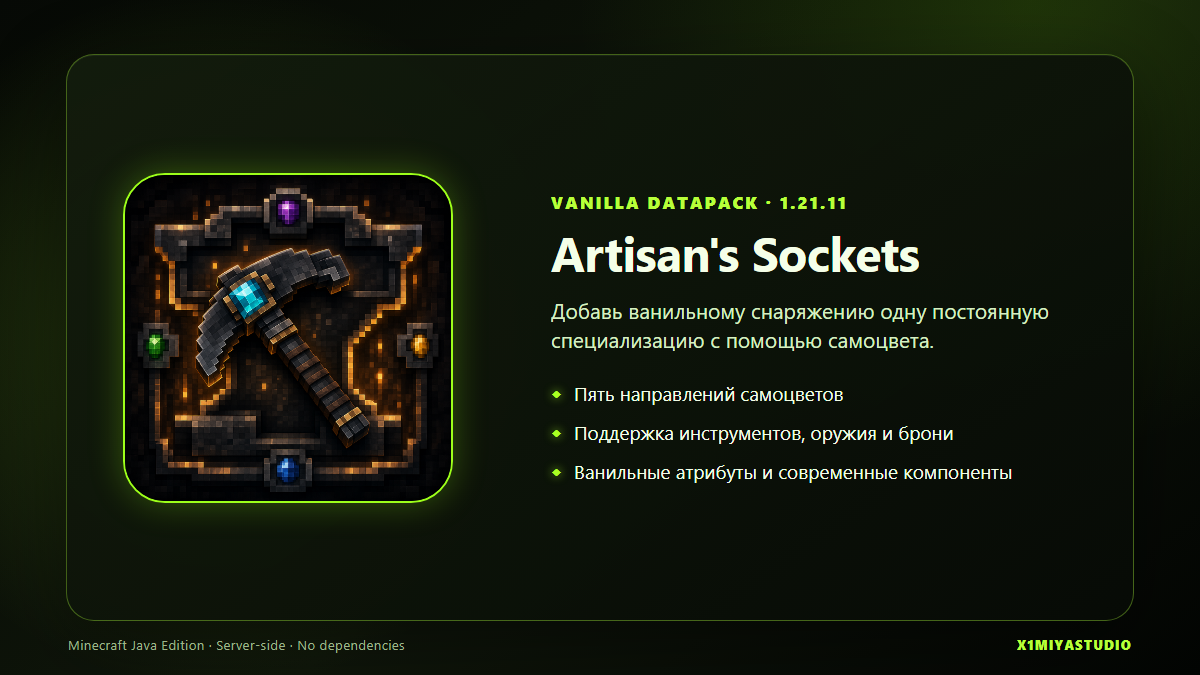 VANILLA DATAPACK · 1.21.11
Artisan's Sockets
Добавь ванильному снаряжению одну постоянную
специализацию с помощью самоцвета.
Пять направлений самоцветов
Поддержка инструментов, оружия и брони
Ванильные атрибуты и современные компоненты
Minecraft Java Edition · Server-side · No dependencies
X1MIYASTUDIO